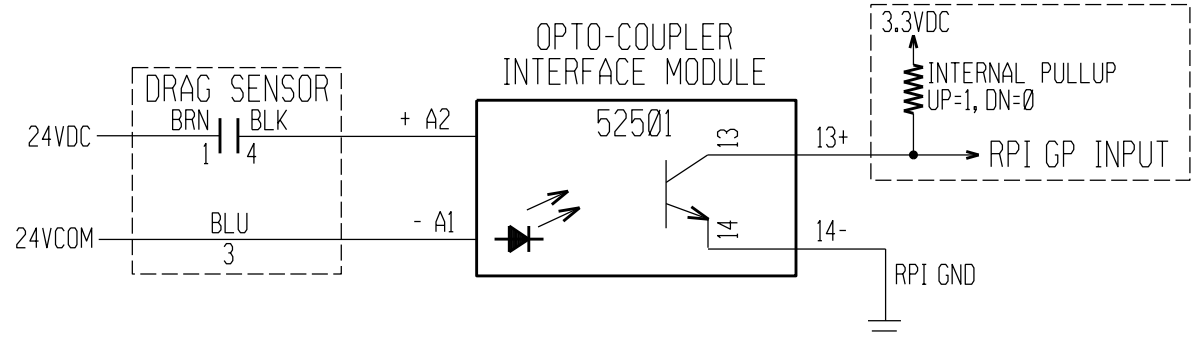 3.3VDC
OPTO-COUPLER
INTERFACE MODULE
INTERNAL PULLUP
UP=1, DN=0
DRAG SENSOR
BRN
BLK
24VDC
1
4
+ A2
52501
13
13+
RPI GP INPUT
BLU
24VCOM
3
- A1
14
14-
RPI GND